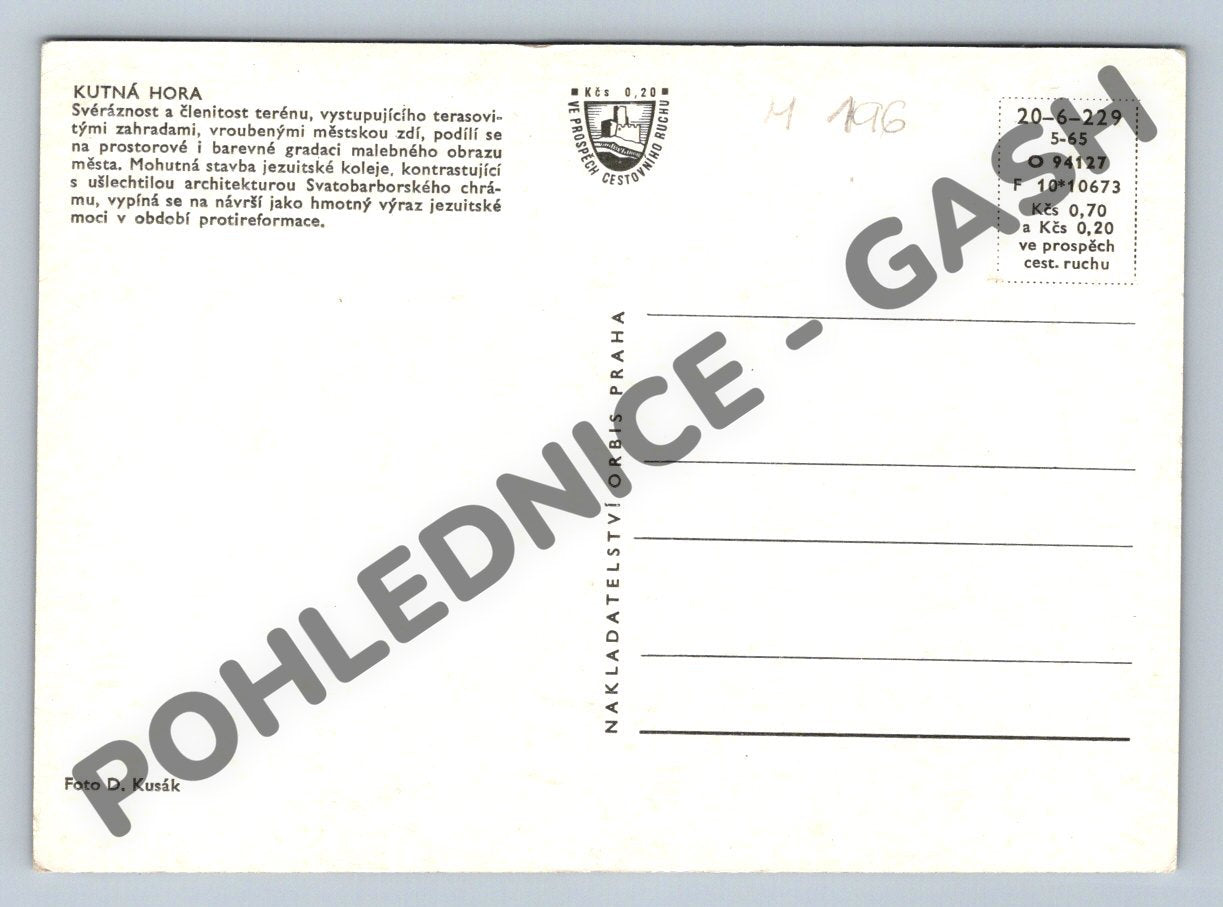 KUTNÁ HORA
Svéráznost a členitost terénu, vystupujícího terasovi-
tými zahradami, vroubenými městskou zdí, podílí se
na prostorové i barevné gradaci malebného obrazu
města. Mohutná stavba jezuitské koleje, kontrastující
s ušlechtilou architekturou Svatobarborského chrá-
mu, vypíná se na návrší jako hmotný výraz jezuitské
moci v období protireformace.
Kčs 0,20
VE PROSPĚCH CESTOVNÍHO RUCHU
196
20-6-229
5-65
O 94127
F 10*10673
Kčs 0,70
a Kčs 0,20
ve prospěch
cest. ruchu
NAKLADATELSTVÍ ORBIS PRAHA
Foto D. Kusák
POHLEDNICE - GASH